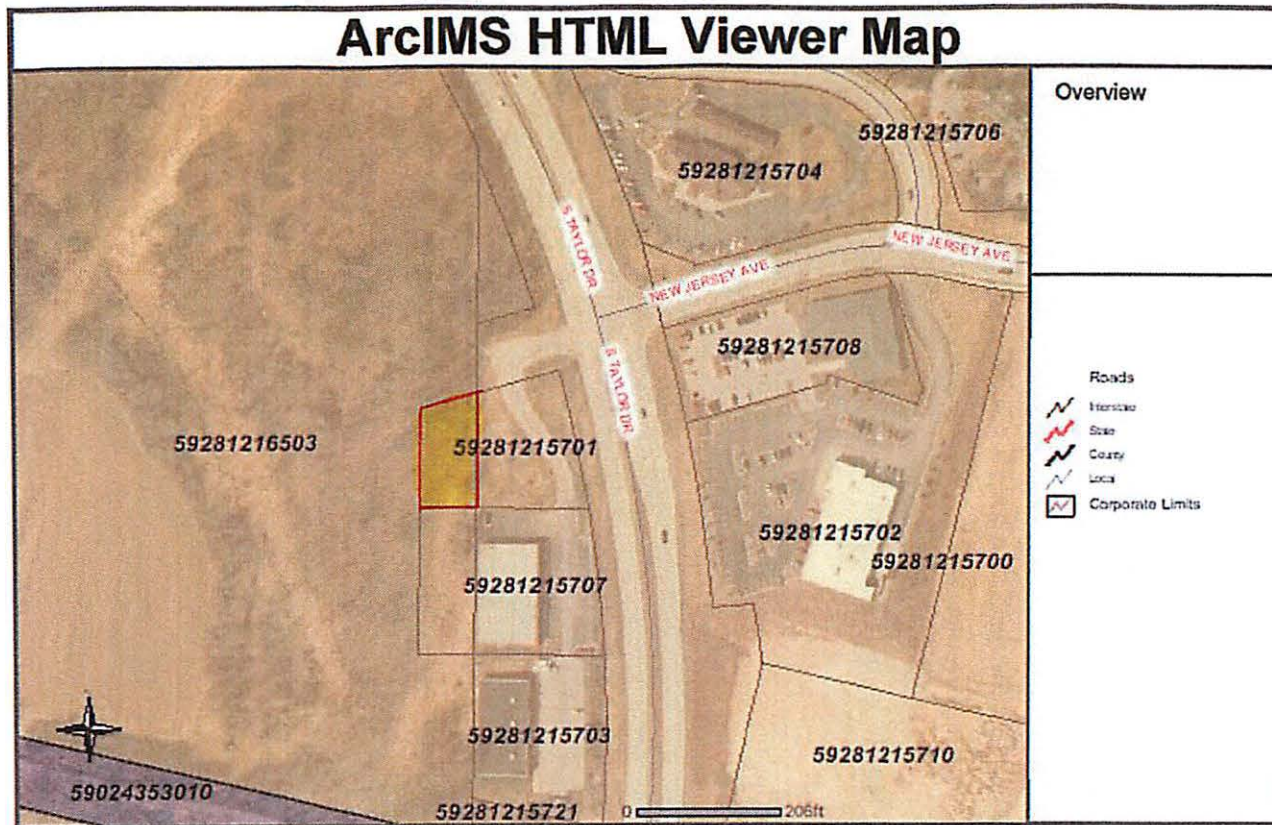 ArcIMS HTML Viewer Map
Overview
59281215706
59281215704
S TAYLOR DR
NEW JERSEY AVE
NEW JERSEY AVE
59281215708
S TAYLOR DR
59281216503
59281215701
59281215702
59281215700
59281215707
59281215703
59281215710
59024353010
59281215721
0 206ft
Roads
Interstate
State
County
Local
Corporate Limits